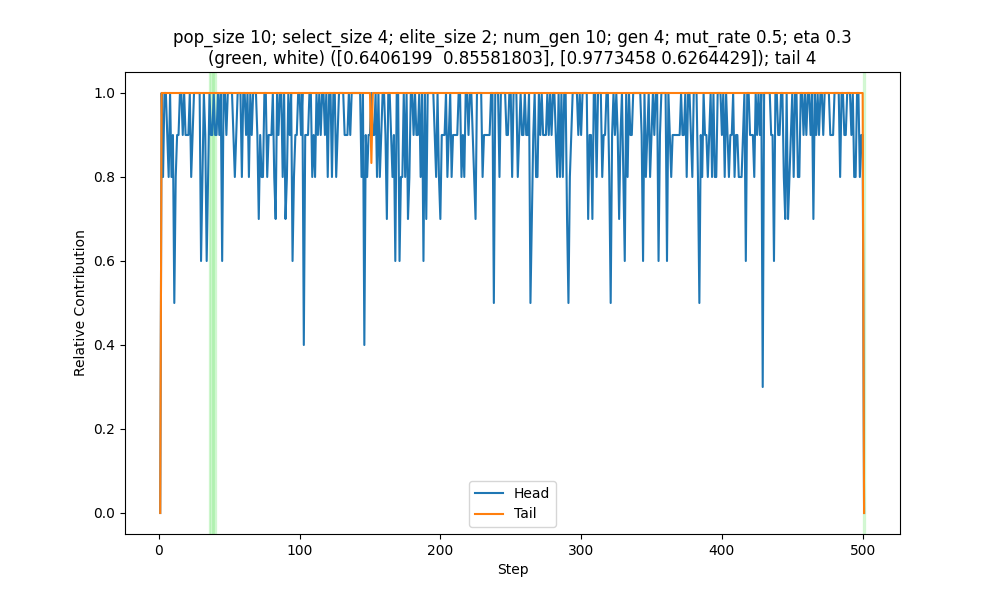 pop_size 10; select_size 4; elite_size 2; num_gen 10; gen 4; mut_rate 0.5; eta 0.3
(green, white) ([0.6406199  0.85581803], [0.9773458 0.6264429]); tail 4
Relative Contribution
1.0
0.8
0.6
0.4
0.2
0.0
Head
Tail
0
100
200
300
400
500
Step